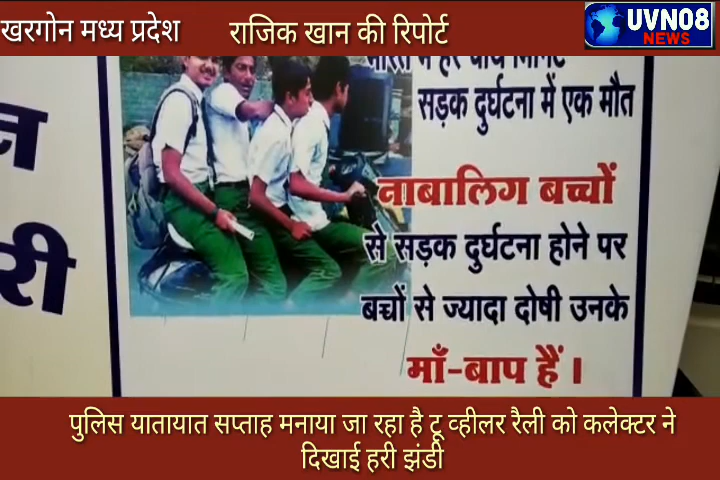 खरगोन मध्य प्रदेश
राजिक खान की रिपोर्ट
UVN08
NEWS
सड़क दुर्घटना में एक मौत
नाबालिग बच्चों
से सड़क दुर्घटना होने पर
बच्चों से ज्यादा दोषी उनके
माँ-बाप हैं।
री
पुलिस यातायात सप्ताह मनाया जा रहा है टू व्हीलर रैली को कलेक्टर ने
दिखाई हरी झंडी